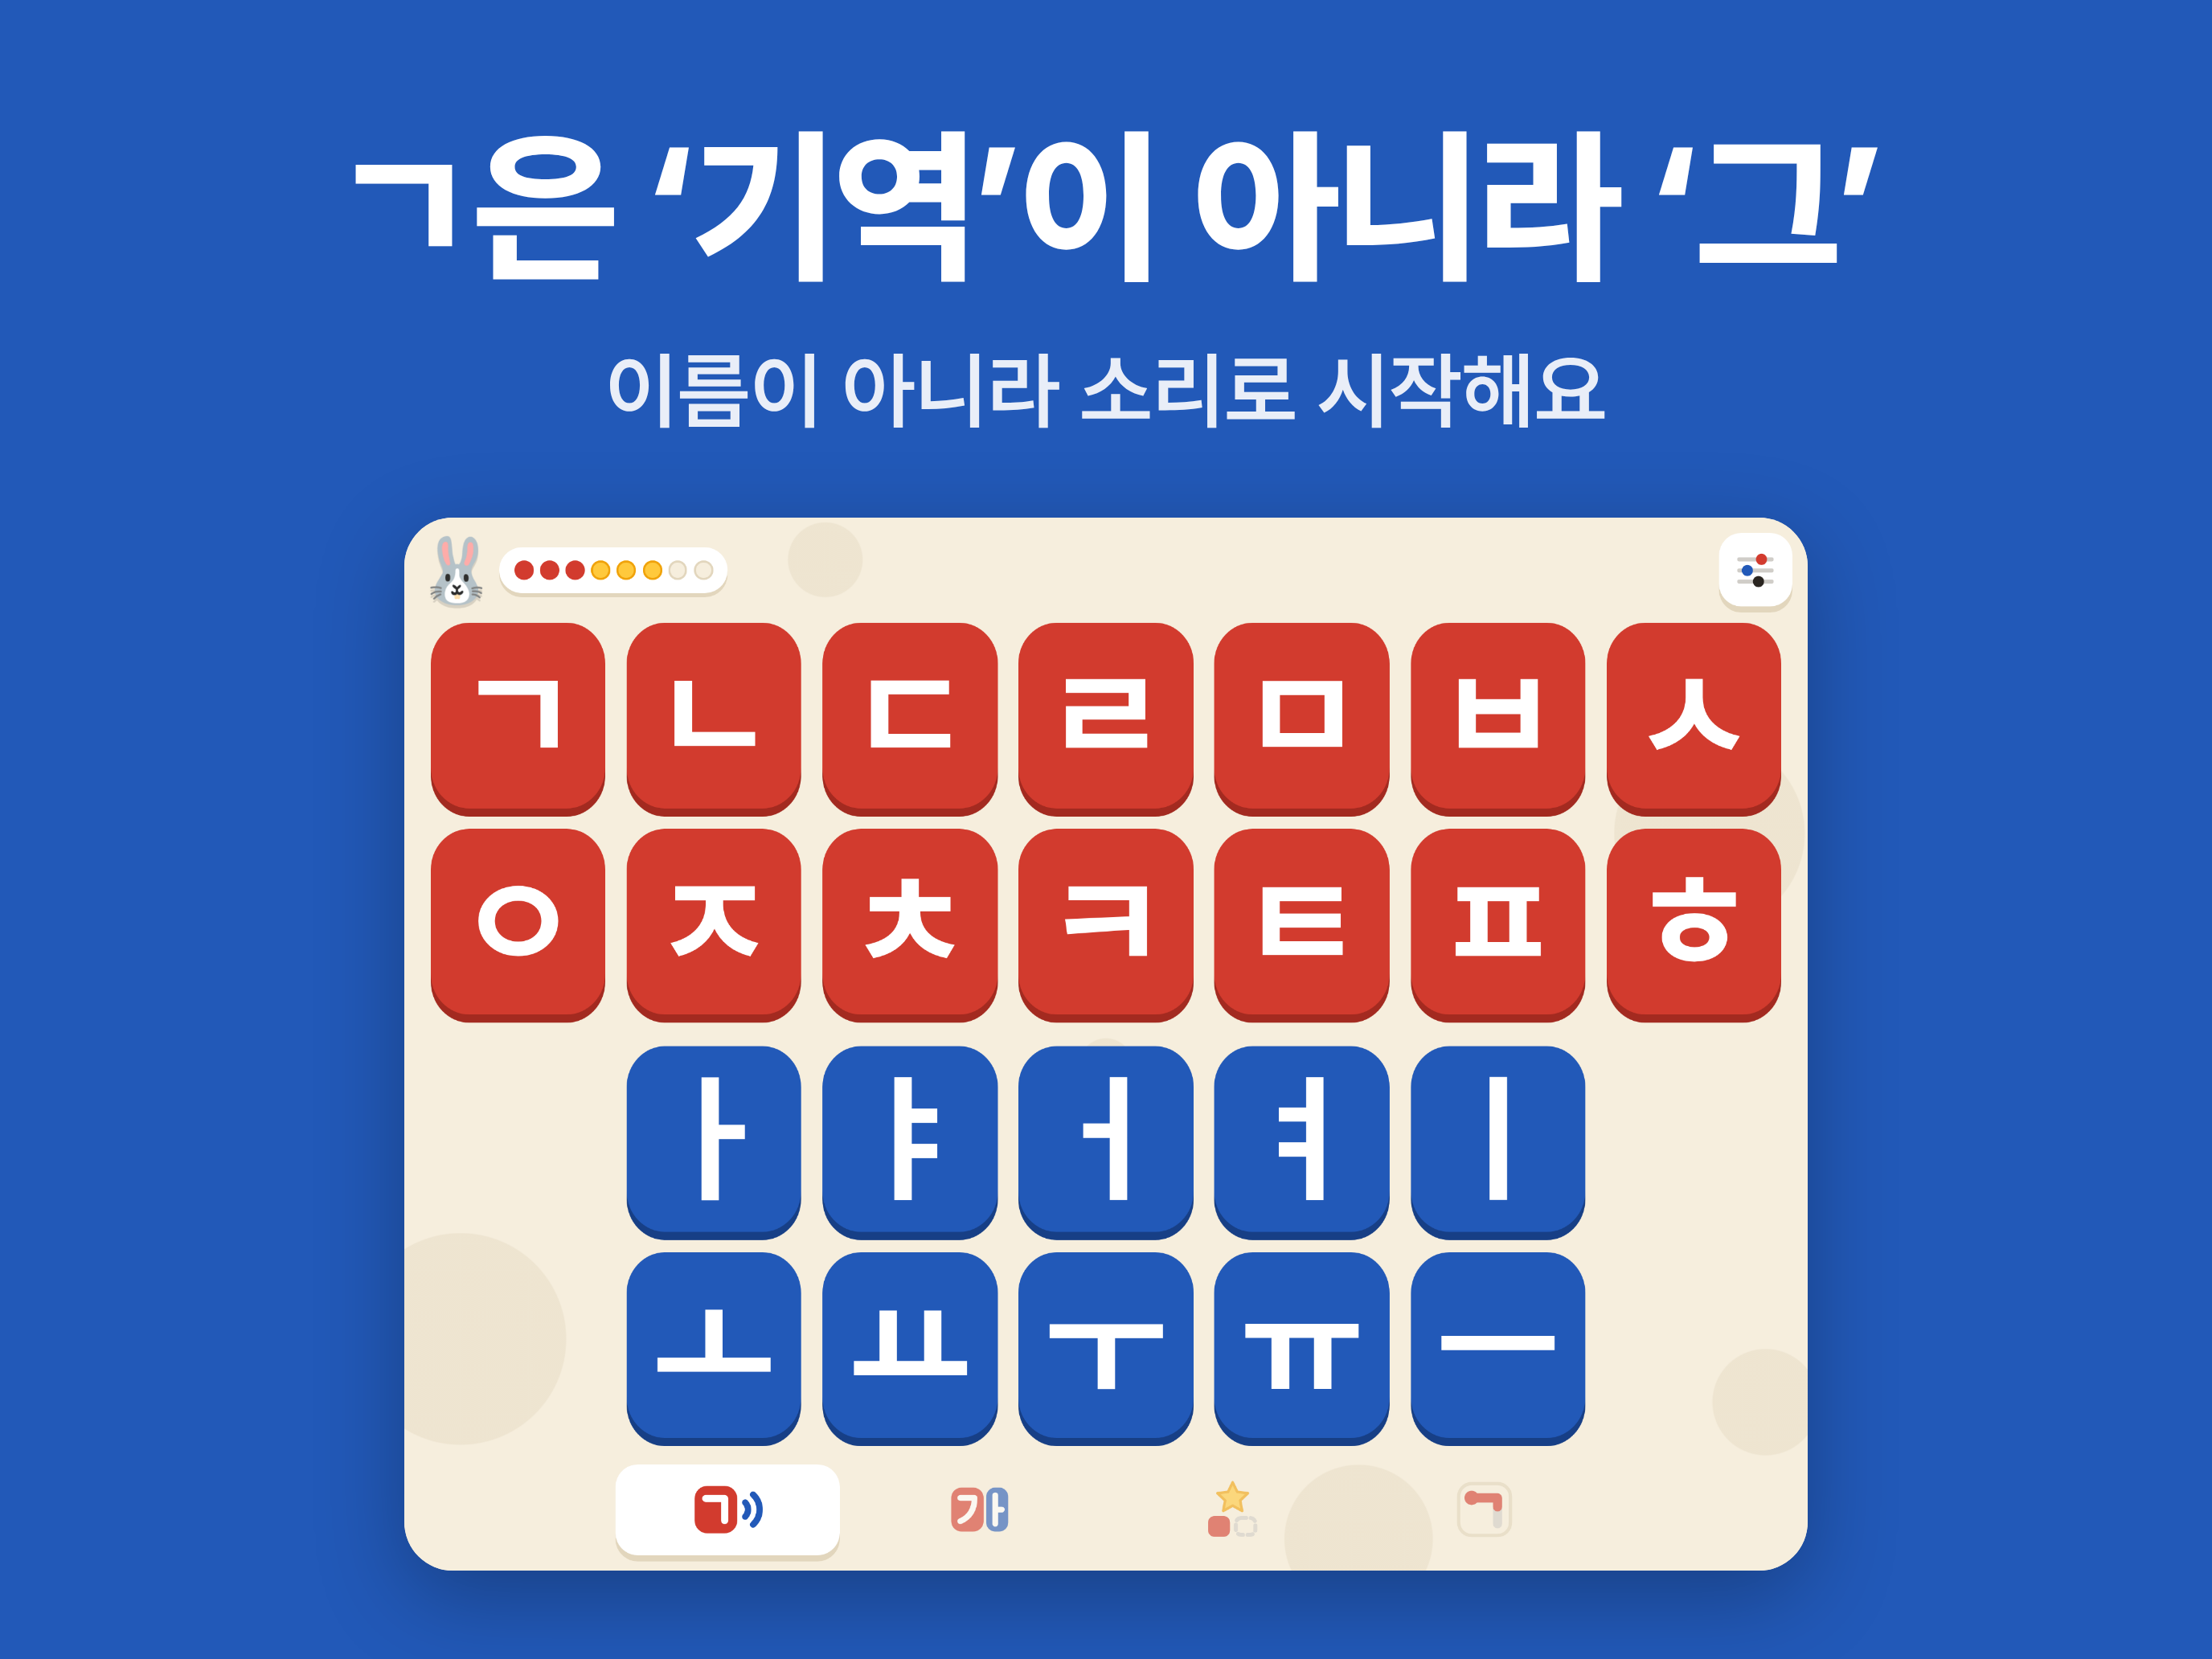 ㄱ은 ‘기역’이 아니라 ‘그’
이름이 아니라 소리로 시작해요
ㄱ ㄴ ㄷ ㄹ ㅁ ㅂ ㅅ
ㅇ ㅈ ㅊ ㅋ ㅌ ㅍ ㅎ
ㅏ ㅑ ㅓ ㅕ ㅣ
ㅗ ㅛ ㅜ ㅠ ㅡ
ㄱ 가 ㄱ